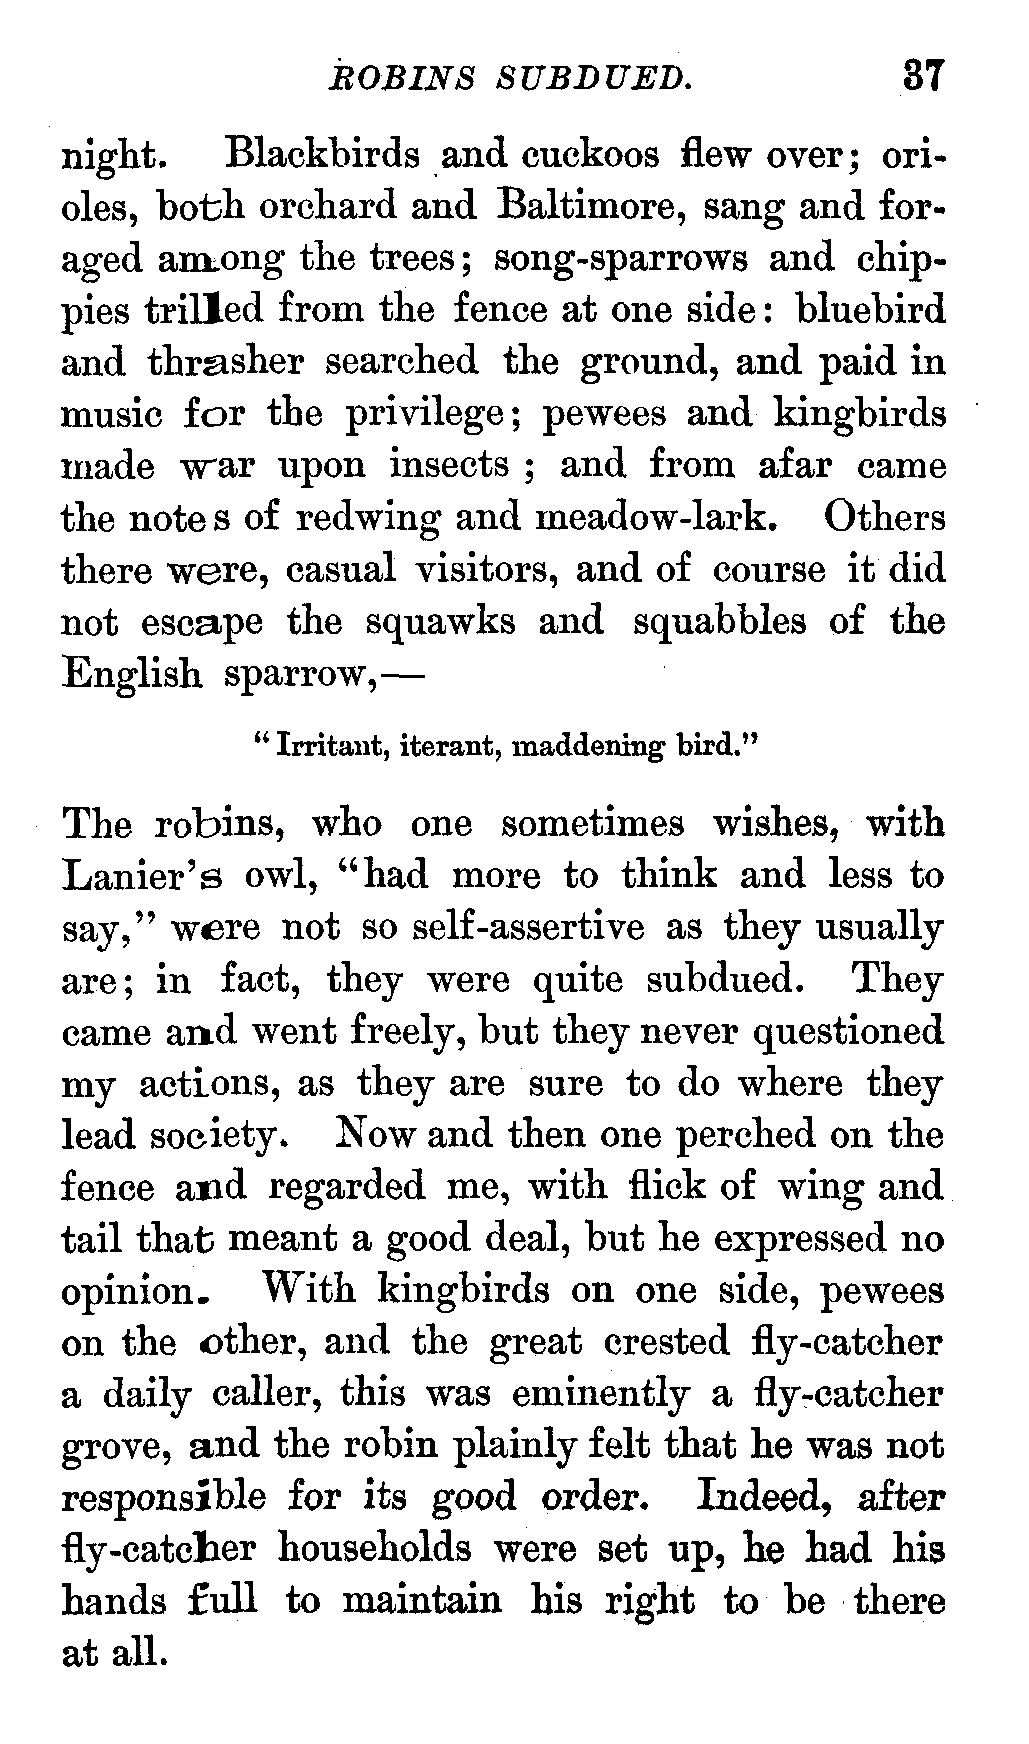 ROBINS SUBDUED. 37
night. Blackbirds and cuckoos flew over; ori-
oles, both orchard and Baltimore, sang and for-
aged among the trees; song-sparrows and chip-
pies trilled from the fence at one side: bluebird
and thrasher searched the ground, and paid in
music for the privilege; pewees and kingbirds
made war upon insects ; and from afar came
the notes of redwing and meadow-lark. Others
there were, casual visitors, and of course it did
not escape the squawks and squabbles of the
English sparrow,—
“Irritant, iterant, maddening bird.”
The robins, who one sometimes wishes, with
Lanier’s owl, “had more to think and less to
say,” were not so self-assertive as they usually
are; in fact, they were quite subdued. They
came and went freely, but they never questioned
my actions, as they are sure to do where they
lead society. Now and then one perched on the
fence and regarded me, with flick of wing and
tail that meant a good deal, but he expressed no
opinion. With kingbirds on one side, pewees
on the other, and the great crested fly-catcher
a daily caller, this was eminently a fly-catcher
grove, and the robin plainly felt that he was not
responsible for its good order. Indeed, after
fly-catcher households were set up, he had his
hands full to maintain his right to be there
at all.